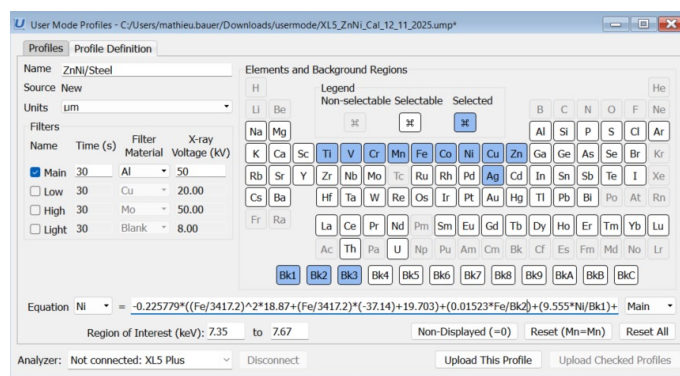 User Mode Profiles - C:/Users/mathieu.bauer/Downloads/usermode/XL5_ZnNi_Cal_12_11_2025.ump*
Profiles Profile Definition
Name ZnNi/Steel
Source New
Units µm
Filters
Name Time (s) Filter Material X-ray Voltage (kV)
Main 30 Al 50
Low 30 Cu 20.00
High 30 Mo 50.00
Light 30 Blank 8.00
Elements and Background Regions
Legend
Non-selectable Selectable Selected
⌘ ⌘ ⌘
H He
Li Be B C N O F Ne
Na Mg Al Si P S Cl Ar
K Ca Sc Ti V Cr Mn Fe Co Ni Cu Zn Ga Ge As Se Br Kr
Rb Sr Y Zr Nb Mo Tc Ru Rh Pd Ag Cd In Sn Sb Te I Xe
Cs Ba Hf Ta W Re Os Ir Pt Au Hg Tl Pb Bi Po At Rn
Fr Ra
La Ce Pr Nd Pm Sm Eu Gd Tb Dy Ho Er Tm Yb Lu
Ac Th Pa U Np Pu Am Cm Bk Cf Es Fm Md No Lr
Bk1 Bk2 Bk3 Bk4 Bk5 Bk6 Bk7 Bk8 Bk9 BkA BkB BkC
Equation Ni = -0.225779*((Fe/3417.2)^2*18.87+(Fe/3417.2)*(-37.14)+19.703)+(0.01523*Fe/Bk2)+(9.555*Ni/Bk1)+ Main
Region of Interest (keV): 7.35 to 7.67 Non-Displayed (=0) Reset (Mn=Mn) Reset All
Analyzer: Not connected: XL5 Plus Disconnect Upload This Profile Upload Checked Profiles